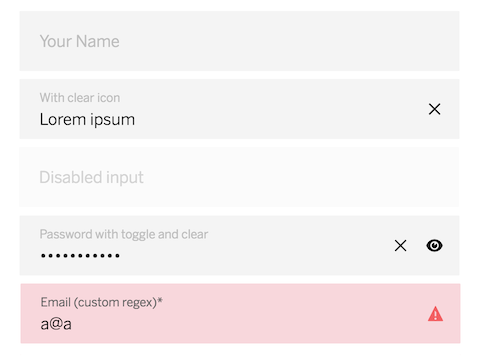 Your Name
With clear icon
Lorem ipsum
Disabled input
Password with toggle and clear
•••••••••••
Email (custom regex)*
a@a